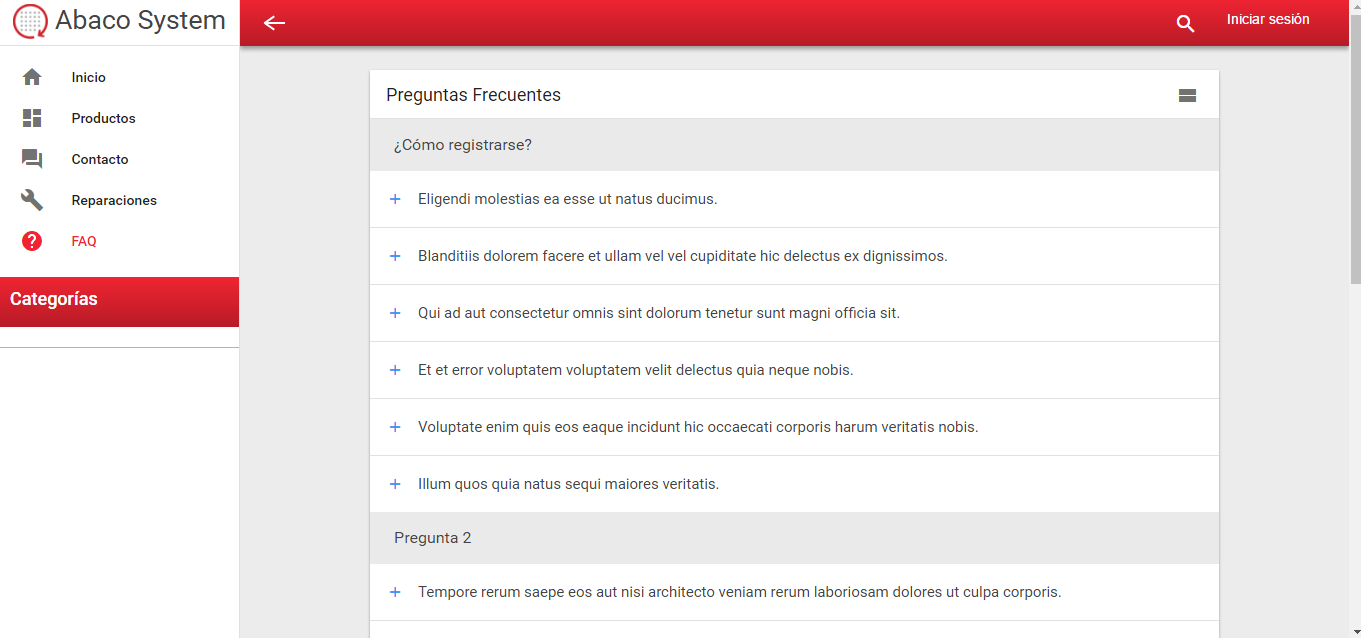 Abaco System
Iniciar sesión
Inicio
Productos
Contacto
Reparaciones
FAQ
Categorías
Preguntas Frecuentes
¿Cómo registrarse?
Eligendi molestias ea esse ut natus ducimus.
Blanditiis dolorem facere et ullam vel vel cupiditate hic delectus ex dignissimos.
Qui ad aut consectetur omnis sint dolorum tenetur sunt magni officia sit.
Et et error voluptatem voluptatem velit delectus quia neque nobis.
Voluptate enim quis eos eaque incidunt hic occaecati corporis harum veritatis nobis.
Illum quos quia natus sequi maiores veritatis.
Pregunta 2
Tempore rerum saepe eos aut nisi architecto veniam rerum laboriosam dolores ut culpa corporis.